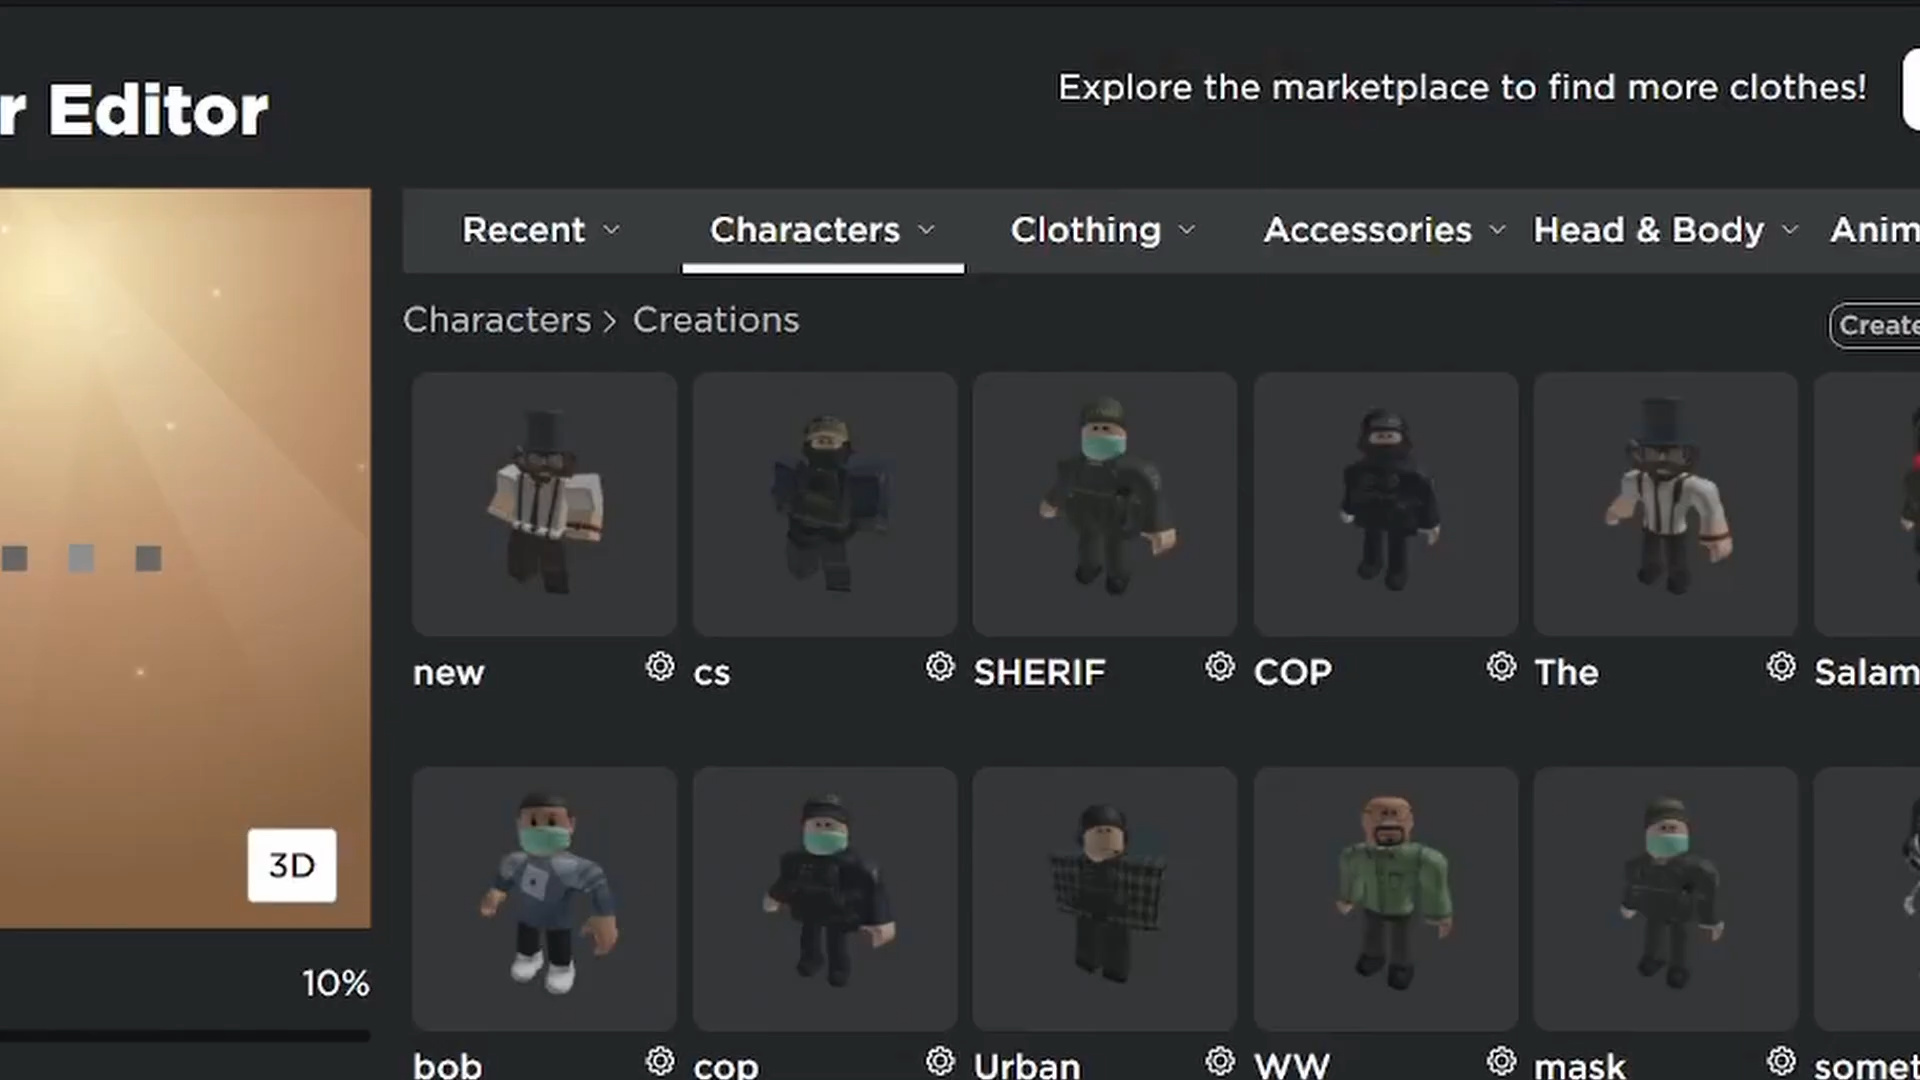 r Editor
Explore the marketplace to find more clothes!
Recent Characters Clothing Accessories Head & Body Anim
Characters > Creations
Create
new cs SHERIF COP The Salam
3D
10%
bob cop Urban WW mask somet